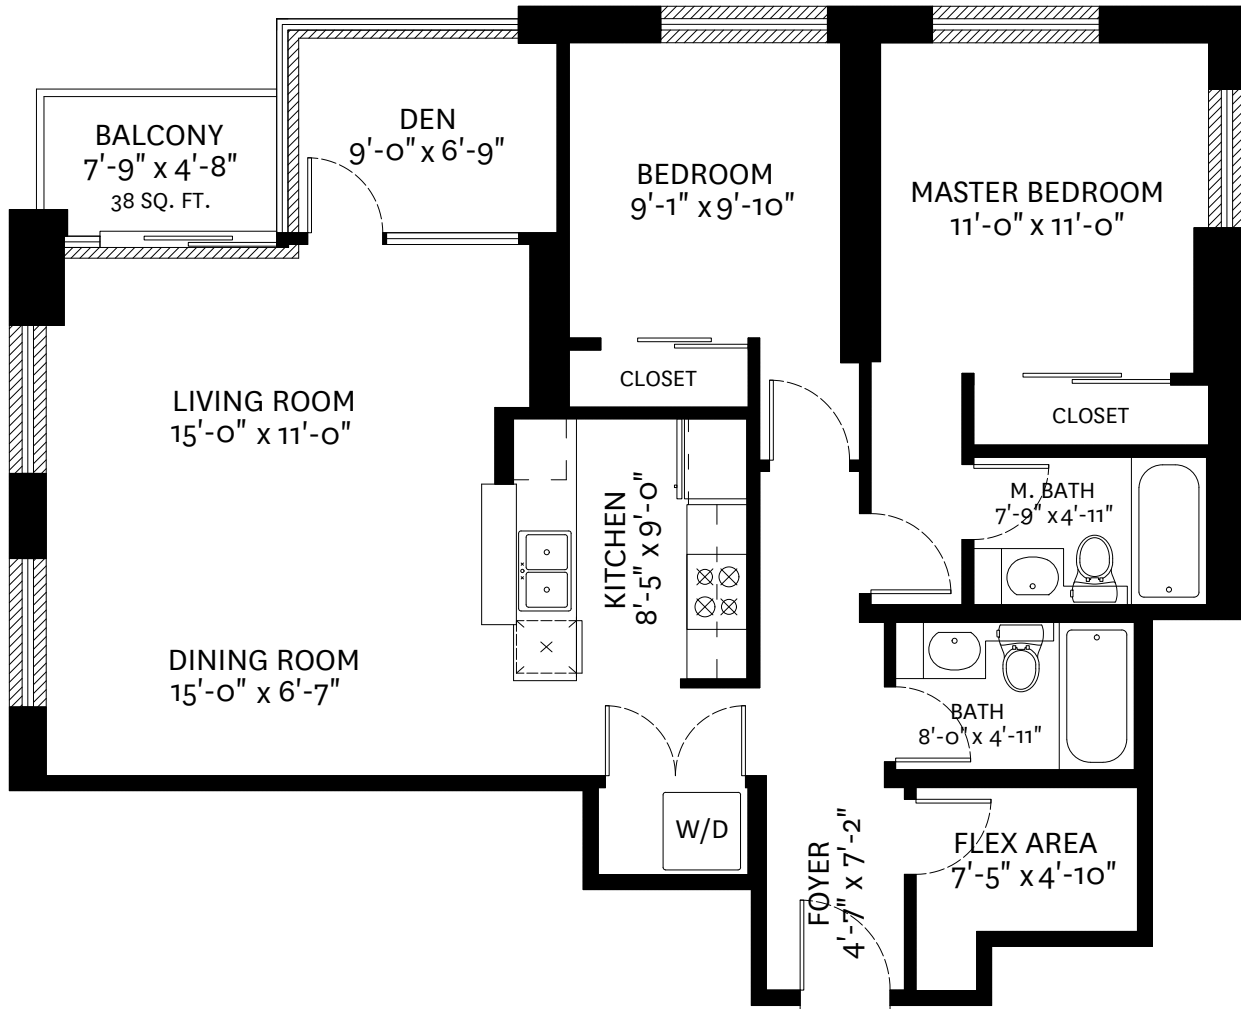 BALCONY
7'-9" x 4'-8"
38 SQ. FT.
DEN
9'-0" x 6'-9"
BEDROOM
9'-1" x 9'-10"
MASTER BEDROOM
11'-0" x 11'-0"
CLOSET
CLOSET
LIVING ROOM
15'-0" x 11'-0"
KITCHEN
8'-5" x 9'-0"
M. BATH
7'-9" x 4'-11"
DINING ROOM
15'-0" x 6'-7"
BATH
8'-0" x 4'-11"
W/D
FOYER
4'-7" x 7'-2"
FLEX AREA
7'-5" x 4'-10"